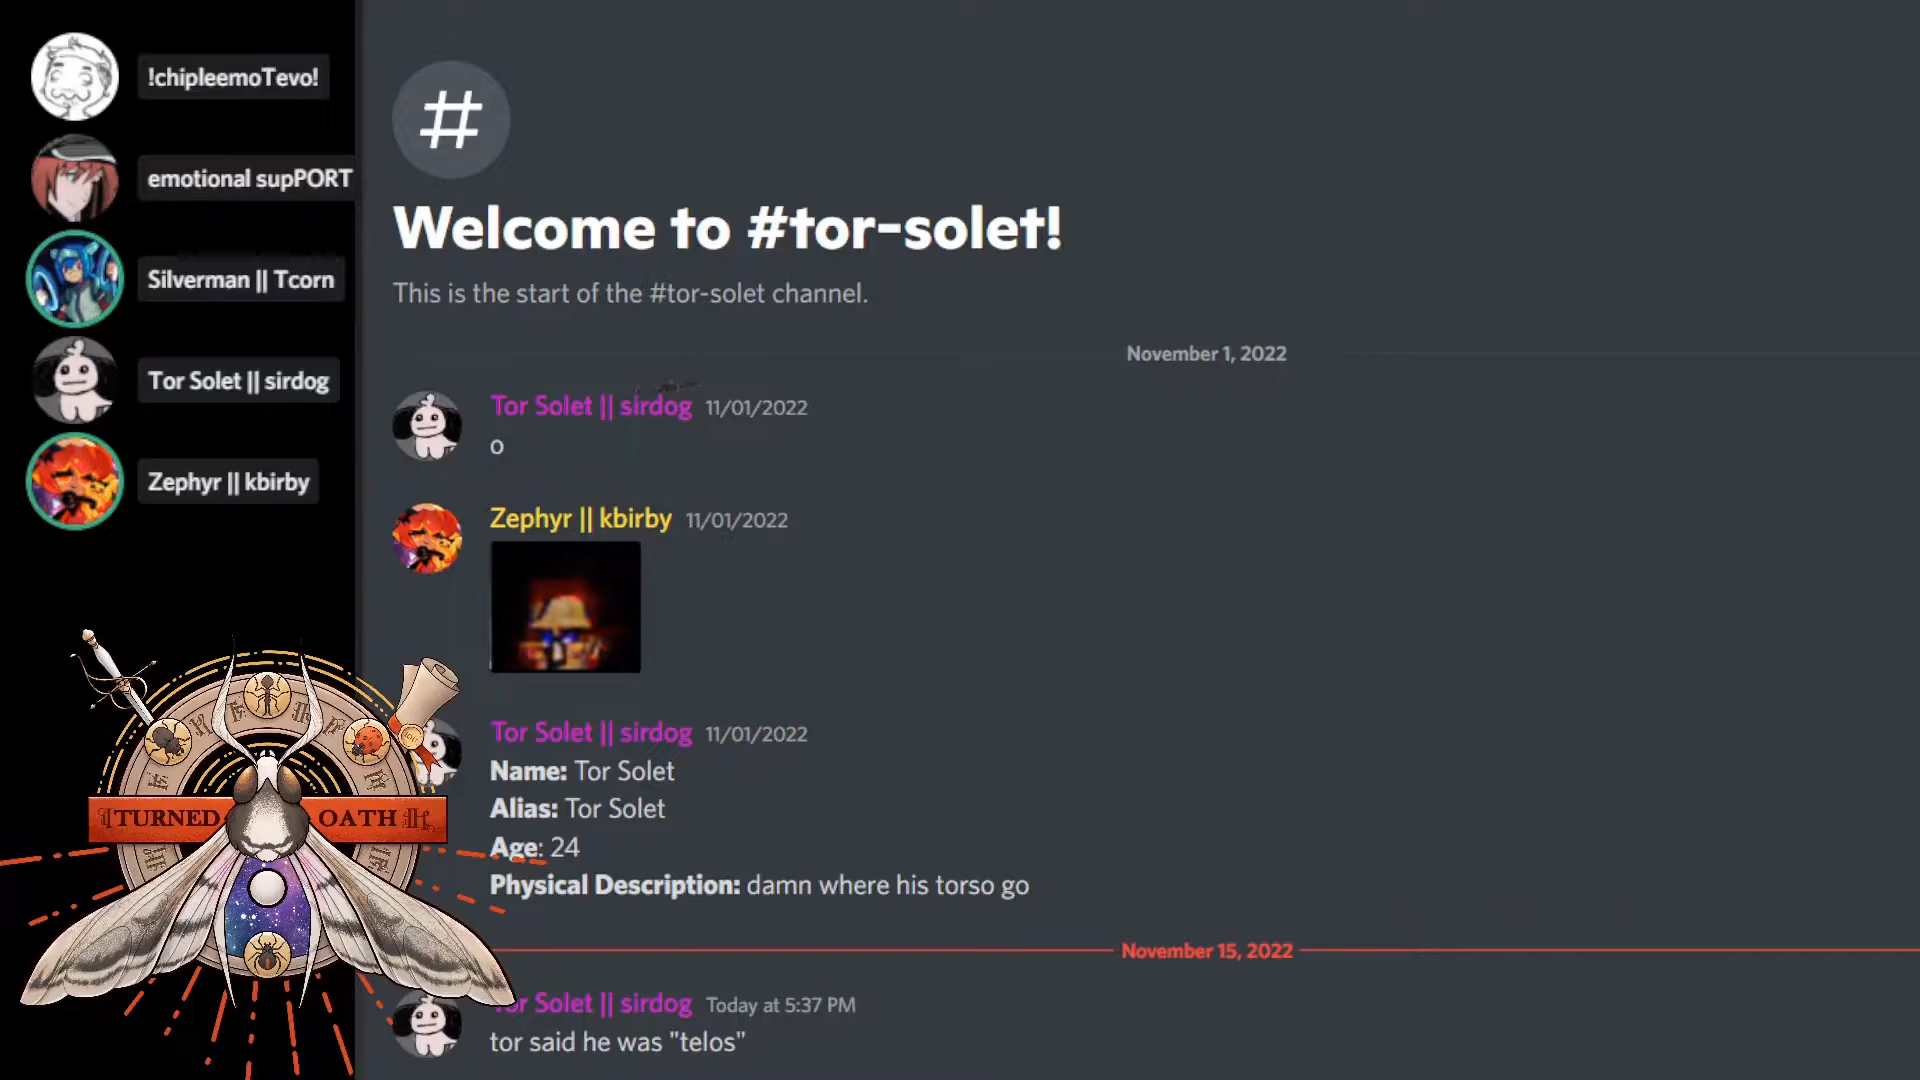 !chipleemoTevo!
emotional supPORT
Silverman || Tcorn
Tor Solet || sirdog
Zephyr || kbirby
#
Welcome to #tor-solet!
This is the start of the #tor-solet channel.
November 1, 2022
Tor Solet || sirdog 11/01/2022
o
Zephyr || kbirby 11/01/2022
Tor Solet || sirdog 11/01/2022
Name: Tor Solet
Alias: Tor Solet
Age: 24
Physical Description: damn where his torso go
November 15, 2022
Tor Solet || sirdog Today at 5:37 PM
tor said he was "telos"
TURNED OATH